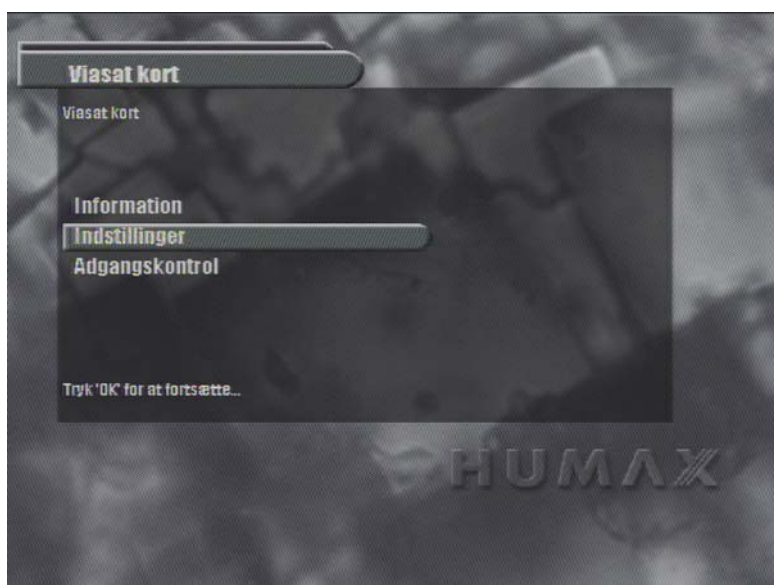 Viasat kort
Viasat kort
Information
Indstillinger
Adgangskontrol
Tryk 'OK' for at fortsætte...
HUMAX